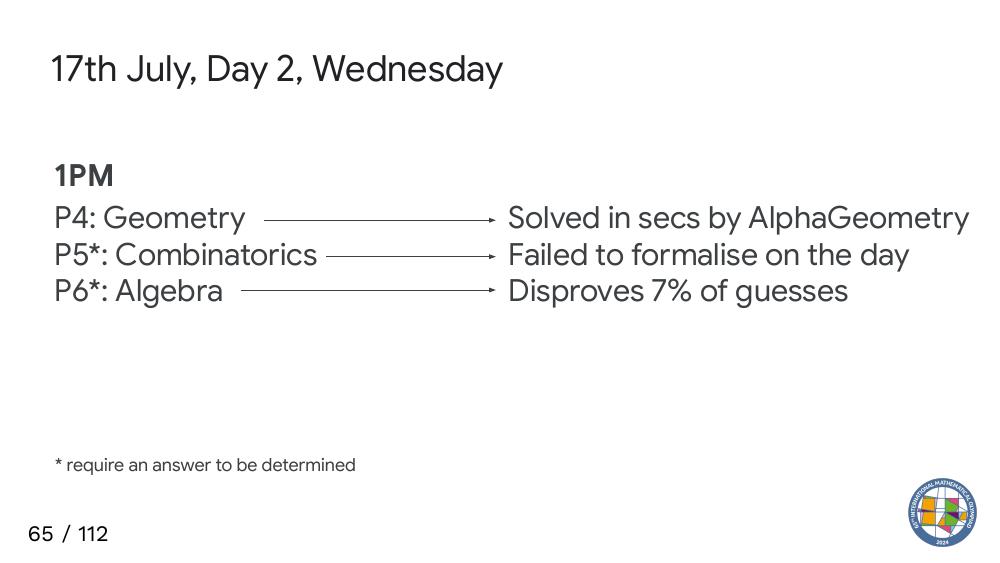 17th July, Day 2, Wednesday
1PM
P4: Geometry Solved in secs by AlphaGeometry
P5*: Combinatorics Failed to formalise on the day
P6*: Algebra Disproves 7% of guesses
* require an answer to be determined
65 / 112
65th INTERNATIONAL MATHEMATICAL OLYMPIAD
2024